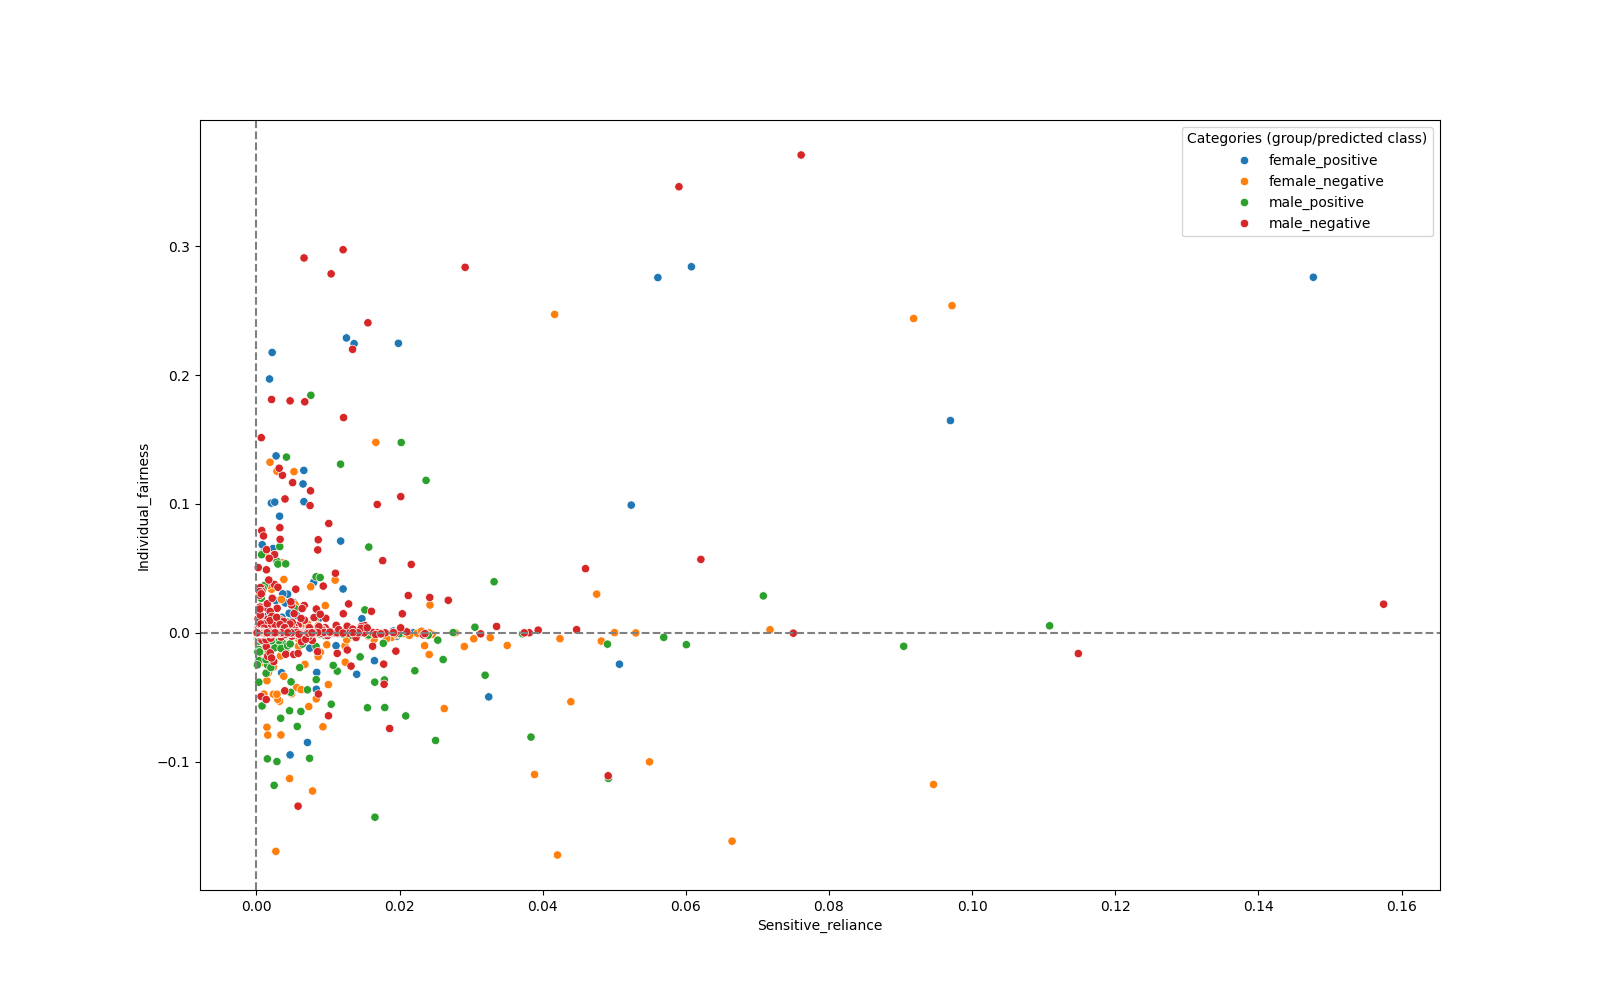 Categories (group/predicted class)
female_positive
female_negative
male_positive
male_negative
Individual_fairness
0.3
0.2
0.1
0.0
−0.1
0.00 0.02 0.04 0.06 0.08 0.10 0.12 0.14 0.16
Sensitive_reliance